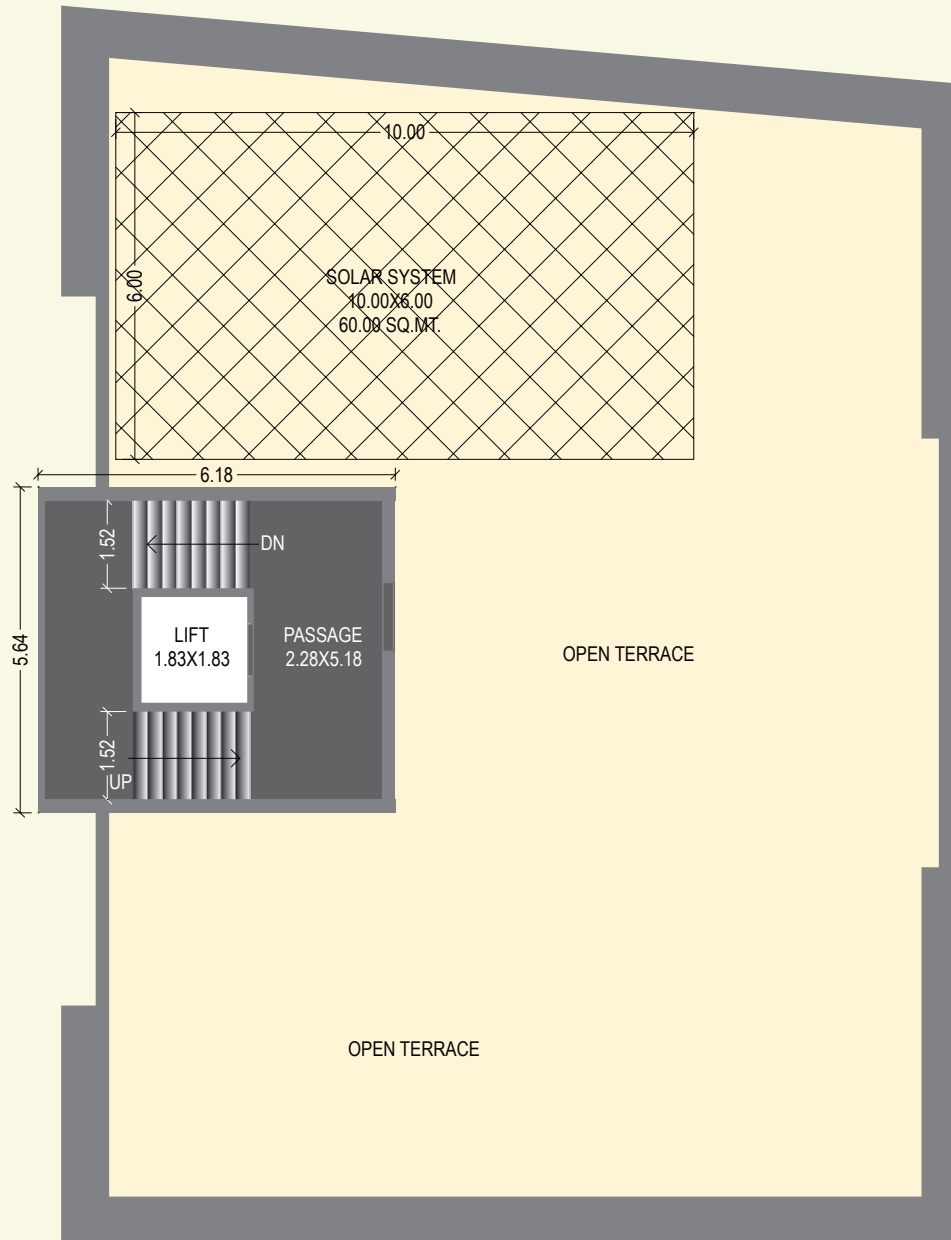 10.00
6.00
SOLAR SYSTEM
10.00X6.00
60.00 SQ.MT.
6.18
1.52
DN
5.64
LIFT
1.83X1.83
PASSAGE
2.28X5.18
OPEN TERRACE
1.52
UP
OPEN TERRACE